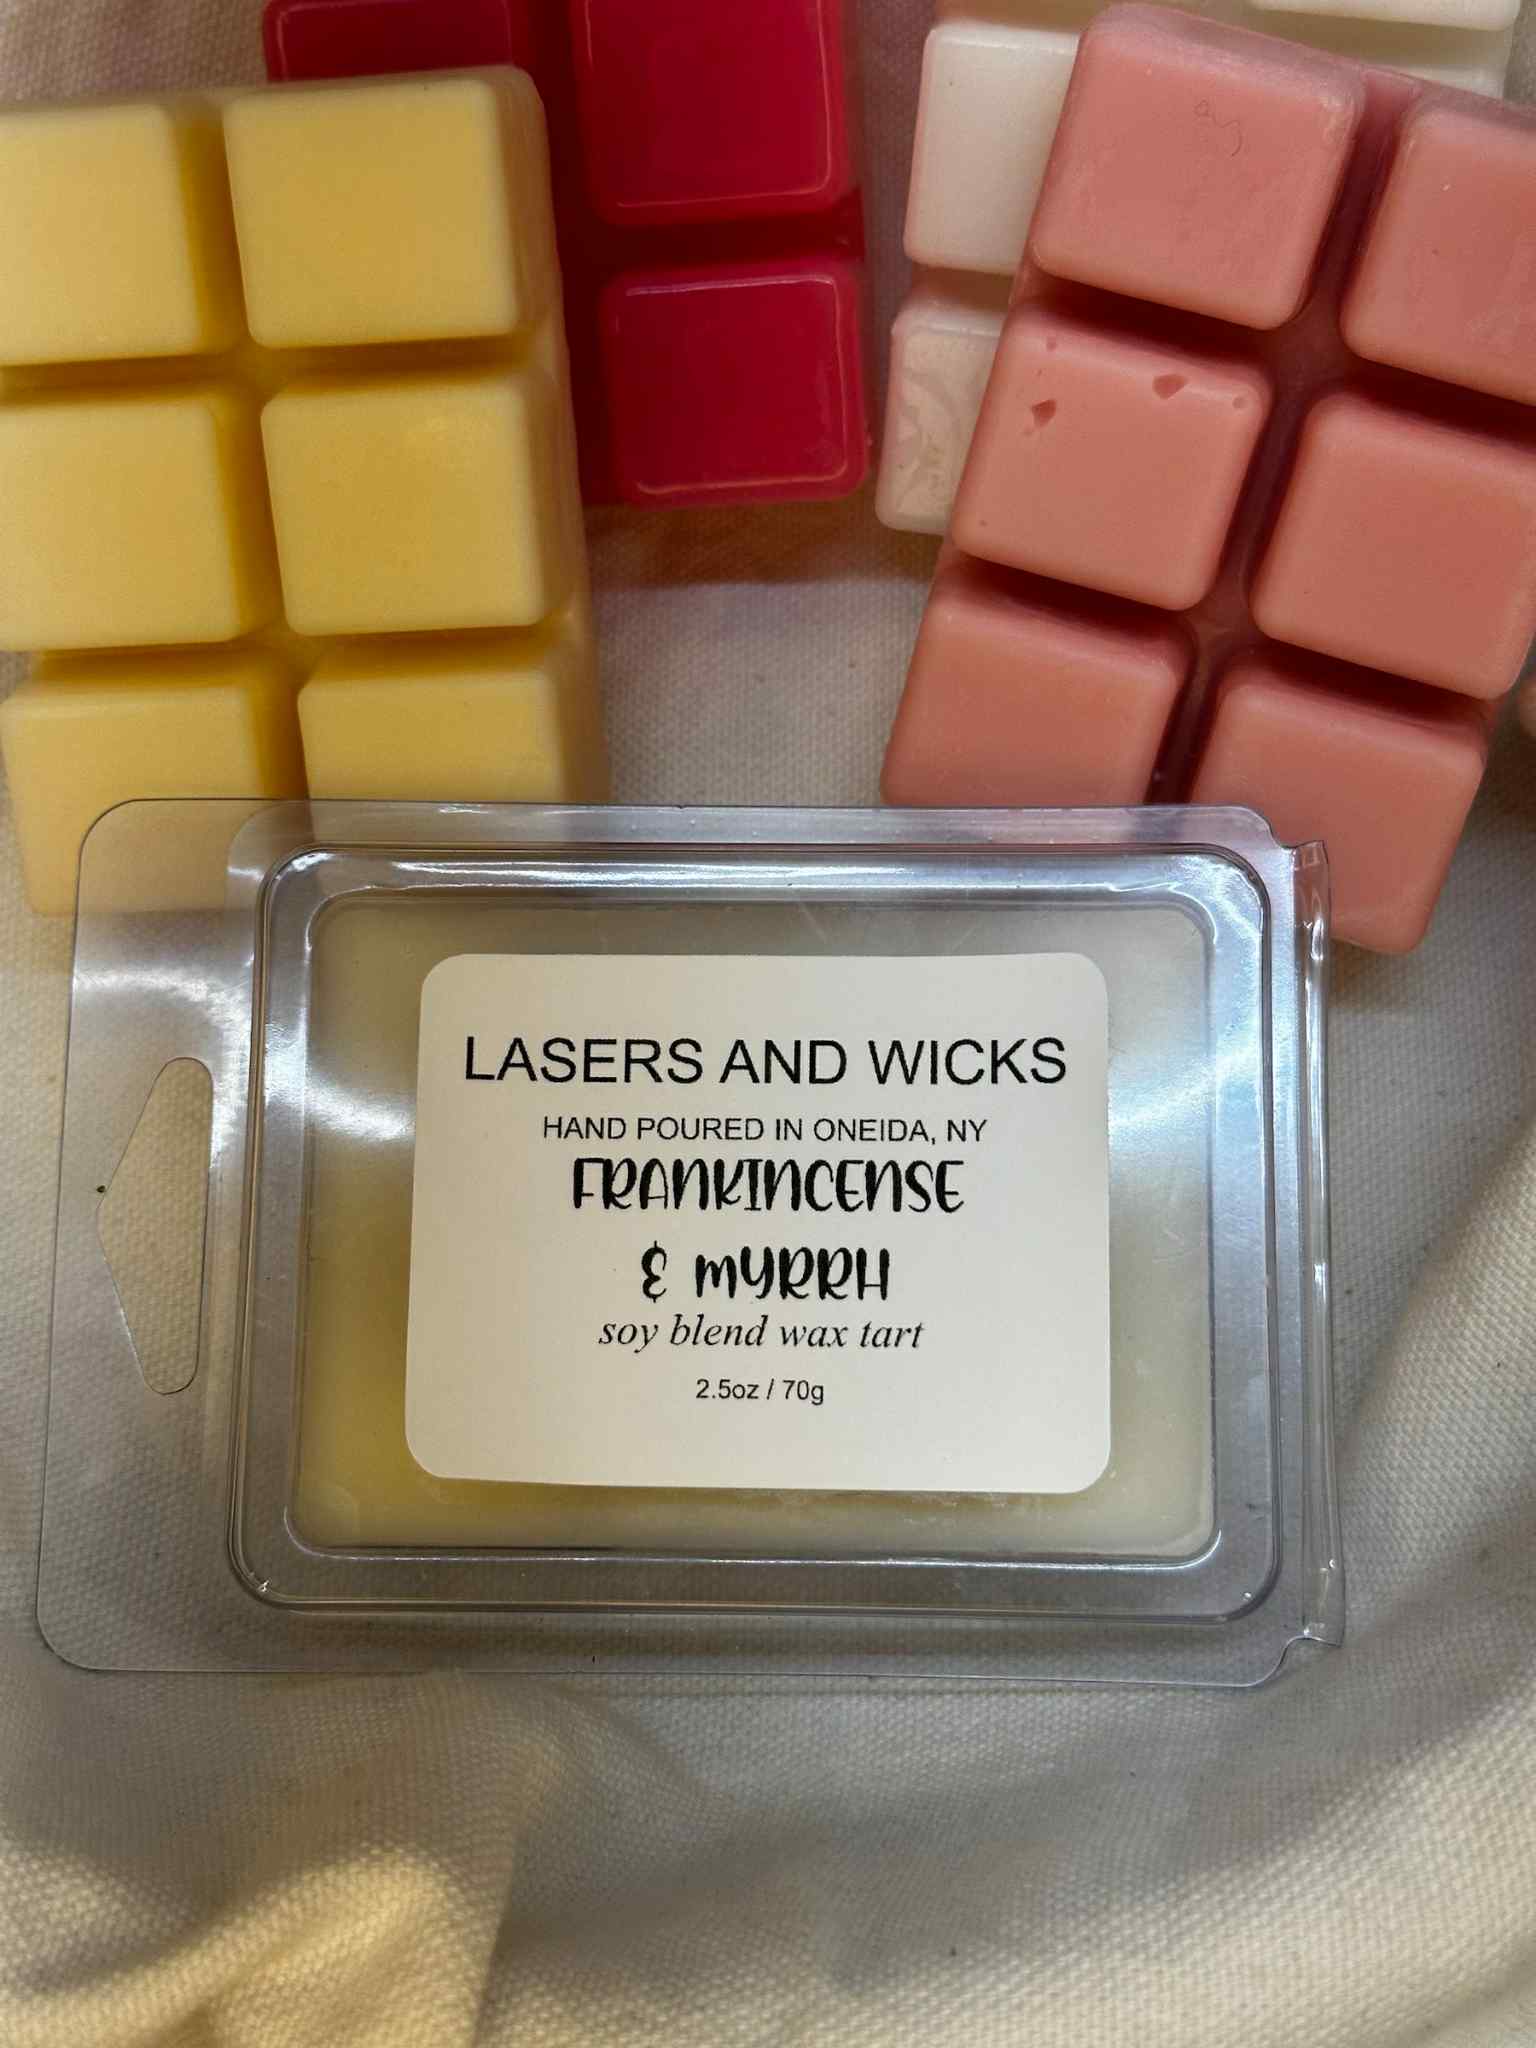 LASERS AND WICKS
HAND POURED IN ONEIDA, NY
FRANKINCENSE
& MYRRH
soy blend wax tart
2.5oz / 70g